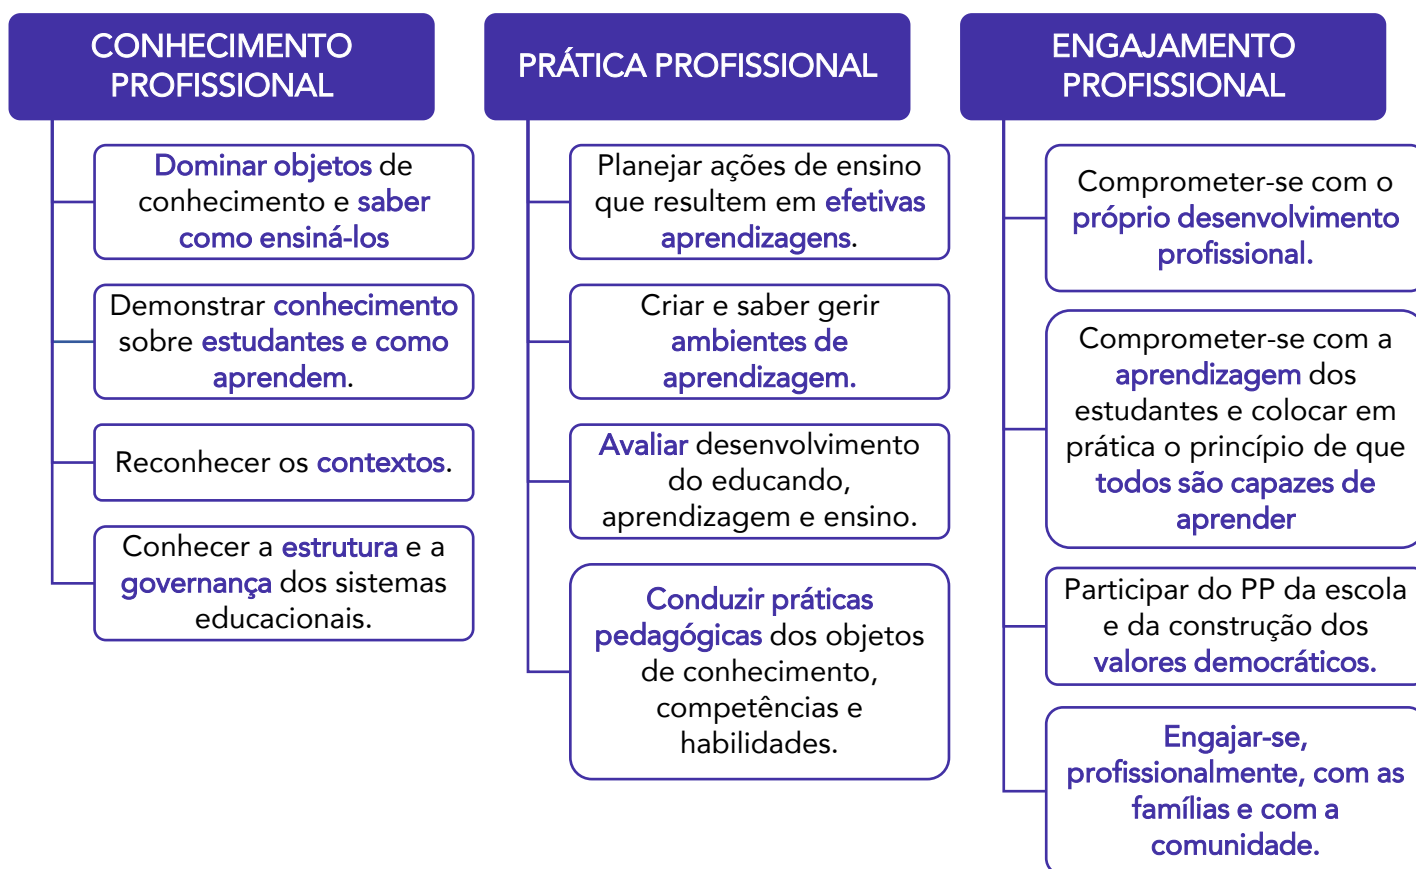 CONHECIMENTO
PROFISSIONAL
Dominar objetos de
conhecimento e saber
como ensiná-los
Demonstrar conhecimento
sobre estudantes e como
aprendem.
Reconhecer os contextos.
Conhecer a estrutura e a
governança dos sistemas
educacionais.
PRÁTICA PROFISSIONAL
Planejar ações de ensino
que resultem em efetivas
aprendizagens.
Criar e saber gerir
ambientes de
aprendizagem.
Avaliar desenvolvimento
do educando,
aprendizagem e ensino.
Conduzir práticas
pedagógicas dos objetos
de conhecimento,
competências e
habilidades.
ENGAJAMENTO
PROFISSIONAL
Comprometer-se com o
próprio desenvolvimento
profissional.
Comprometer-se com a
aprendizagem dos
estudantes e colocar em
prática o princípio de que
todos são capazes de
aprender
Participar do PP da escola
e da construção dos
valores democráticos.
Engajar-se,
profissionalmente, com as
famílias e com a
comunidade.